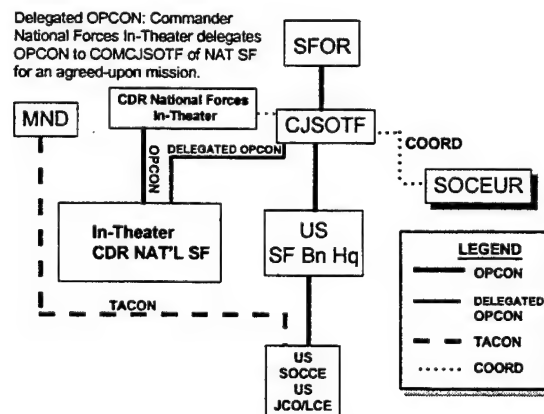 Delegated OPCON: Commander
National Forces In-Theater delegates
OPCON to COMCJSOTF of NAT SF
for an agreed-upon mission.
SFOR
MND
CDR National Forces
In-Theater
CJSOTF
COORD
OPCON
DELEGATED OPCON
SOCEUR
In-Theater
CDR NAT'L SF
US
SF Bn Hq
TACON
US
SOCCE
US
JCO/LCE
LEGEND
OPCON
DELEGATED
OPCON
TACON
COORD